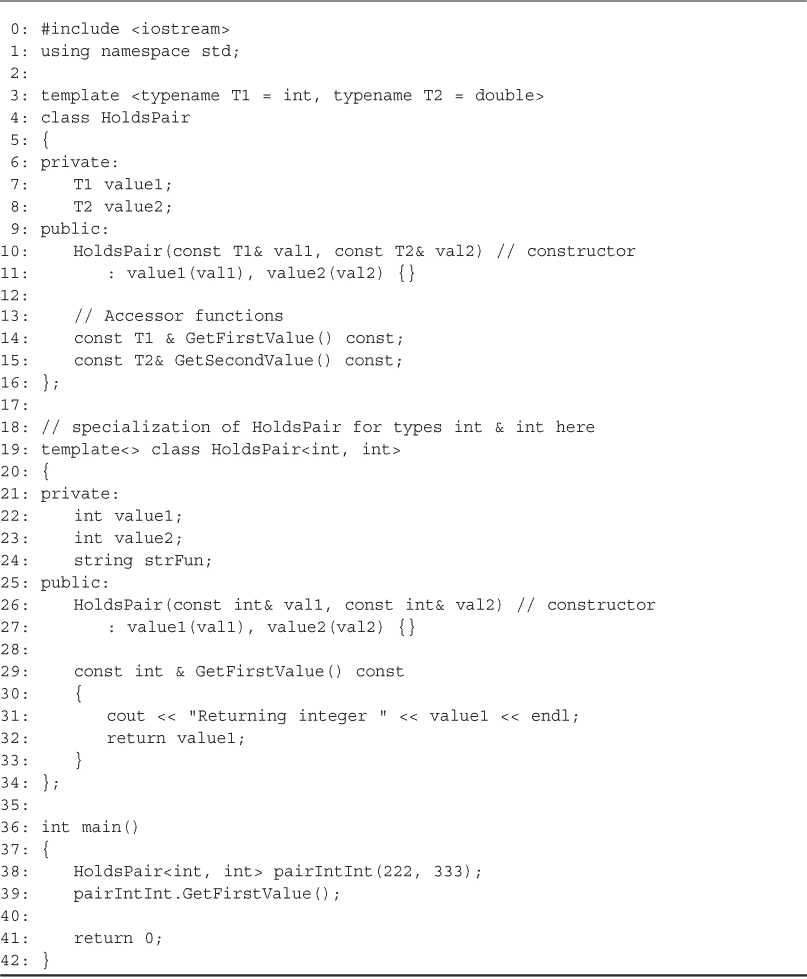 0: #include <iostream>
1: using namespace std;
2:
3: template <typename T1 = int, typename T2 = double>
4: class HoldsPair
5: {
6: private:
7:    T1 value1;
8:    T2 value2;
9: public:
10:    HoldsPair(const T1& val1, const T2& val2) // constructor
11:       : value1(val1), value2(val2) {}
12:
13:    // Accessor functions
14:    const T1 & GetFirstValue() const;
15:    const T2& GetSecondValue() const;
16: };
17:
18: // specialization of HoldsPair for types int & int here
19: template<> class HoldsPair<int, int>
20: {
21: private:
22:    int value1;
23:    int value2;
24:    string strFun;
25: public:
26:    HoldsPair(const int& val1, const int& val2) // constructor
27:       : value1(val1), value2(val2) {}
28:
29:    const int & GetFirstValue() const
30:    {
31:       cout << "Returning integer " << value1 << endl;
32:       return value1;
33:    }
34: };
35:
36: int main()
37: {
38:    HoldsPair<int, int> pairIntInt(222, 333);
39:    pairIntInt.GetFirstValue();
40:
41:    return 0;
42: }